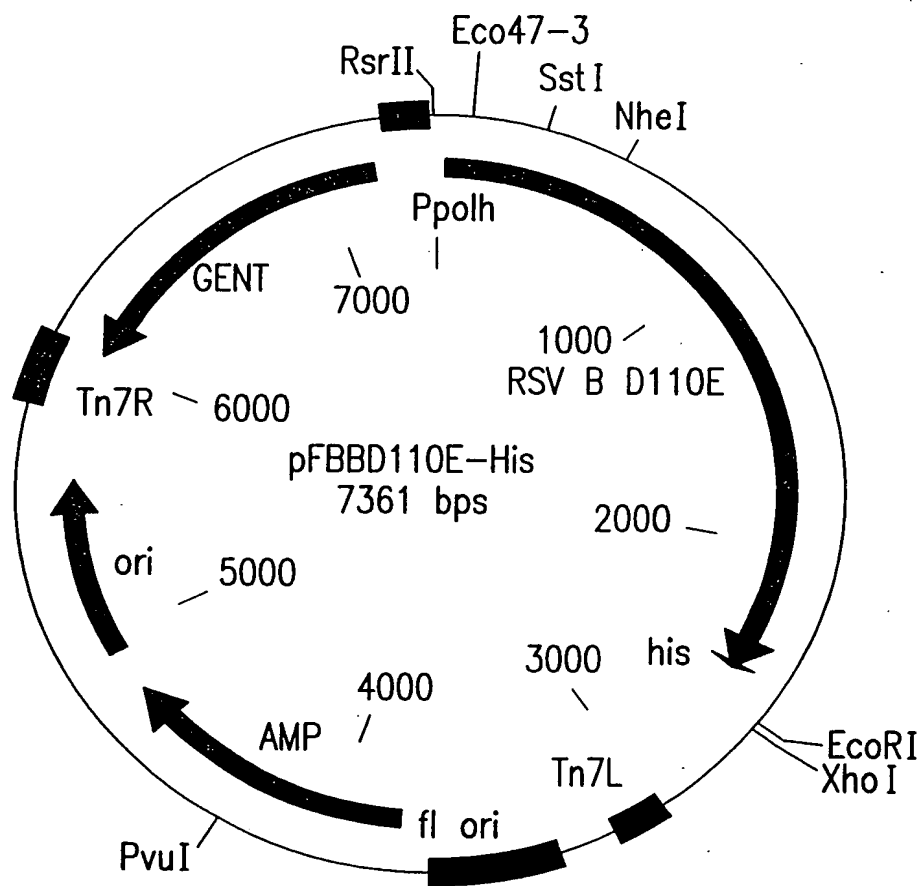 Eco47-3
RsrII
SstI
NheI
Ppolh
GENT
7000
1000
RSV B D110E
Tn7R
6000
pFBBD110E-His
7361 bps
2000
ori
5000
his
3000
4000
AMP
EcoRI
XhoI
Tn7L
fl ori
PvuI